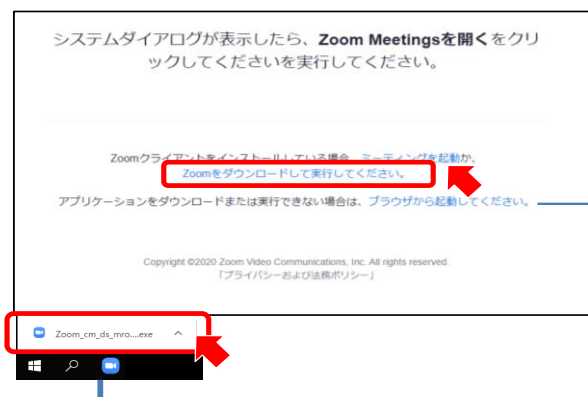 システムダイアログが表示したら、Zoom Meetingsを開くをクリ
ックしてくださいを実行してください。
Zoomクライアントをインストールしている場合、ミーティングを起動か、
Zoomをダウンロードして実行してください。
アプリケーションをダウンロードまたは実行できない場合は、ブラウザから起動してください。
Copyright ©2020 Zoom Video Communications, Inc. All rights reserved.
「プライバシーおよび法務ポリシー」
Zoom_cm_ds_mro....exe